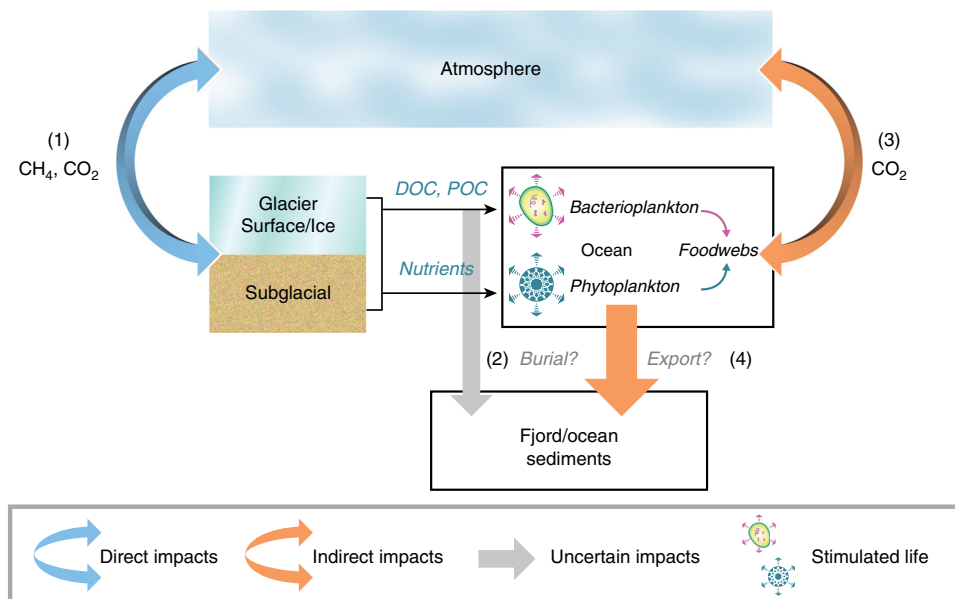 Atmosphere
(1)
CH₄, CO₂
(3)
CO₂
Glacier
Surface/Ice
Subglacial
DOC, POC
Nutrients
Bacterioplankton
Ocean
Foodwebs
Phytoplankton
(2) Burial?
Export? (4)
Fjord/ocean
sediments
Direct impacts
Indirect impacts
Uncertain impacts
Stimulated life